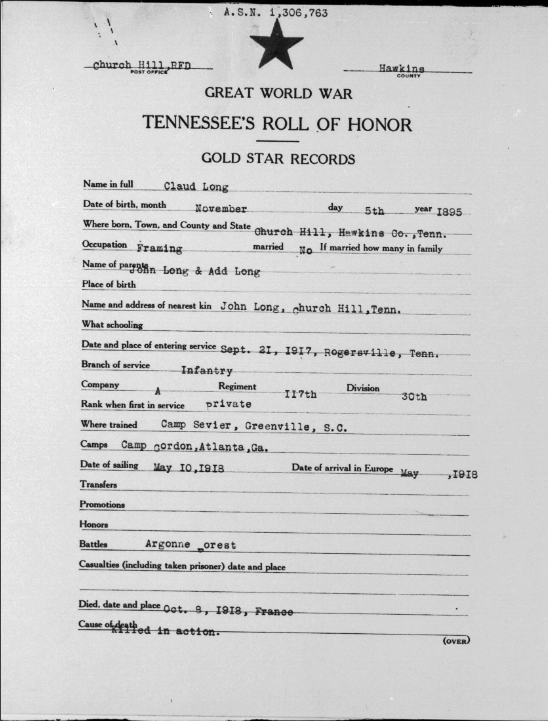 A.S.N. 1,306,763
Church Hill,RFD Hawkins
POST OFFICE COUNTY
GREAT WORLD WAR
TENNESSEE'S ROLL OF HONOR
GOLD STAR RECORDS
Name in full Claud Long
Date of birth, month November day 5th year 1895
Where born, Town, and County and State Church Hill, Hawkins Co.,Tenn.
Occupation Framing married No If married how many in family
Name of parents John Long & Add Long
Place of birth
Name and address of nearest kin John Long, Church Hill,Tenn.
What schooling
Date and place of entering service Sept. 21, 1917, Rogersville, Tenn.
Branch of service Infantry
Company A Regiment 117th Division 30th
Rank when first in service private
Where trained Camp Sevier, Greenville, S.C.
Camps Camp Gordon,Atlanta,Ga.
Date of sailing May 10,1918 Date of arrival in Europe May ,1918
Transfers
Promotions
Honors
Battles Argonne _orest
Casualties (including taken prisoner) date and place
Died, date and place Oct. 8, 1918, France
Cause of death killed in action.
(OVER)